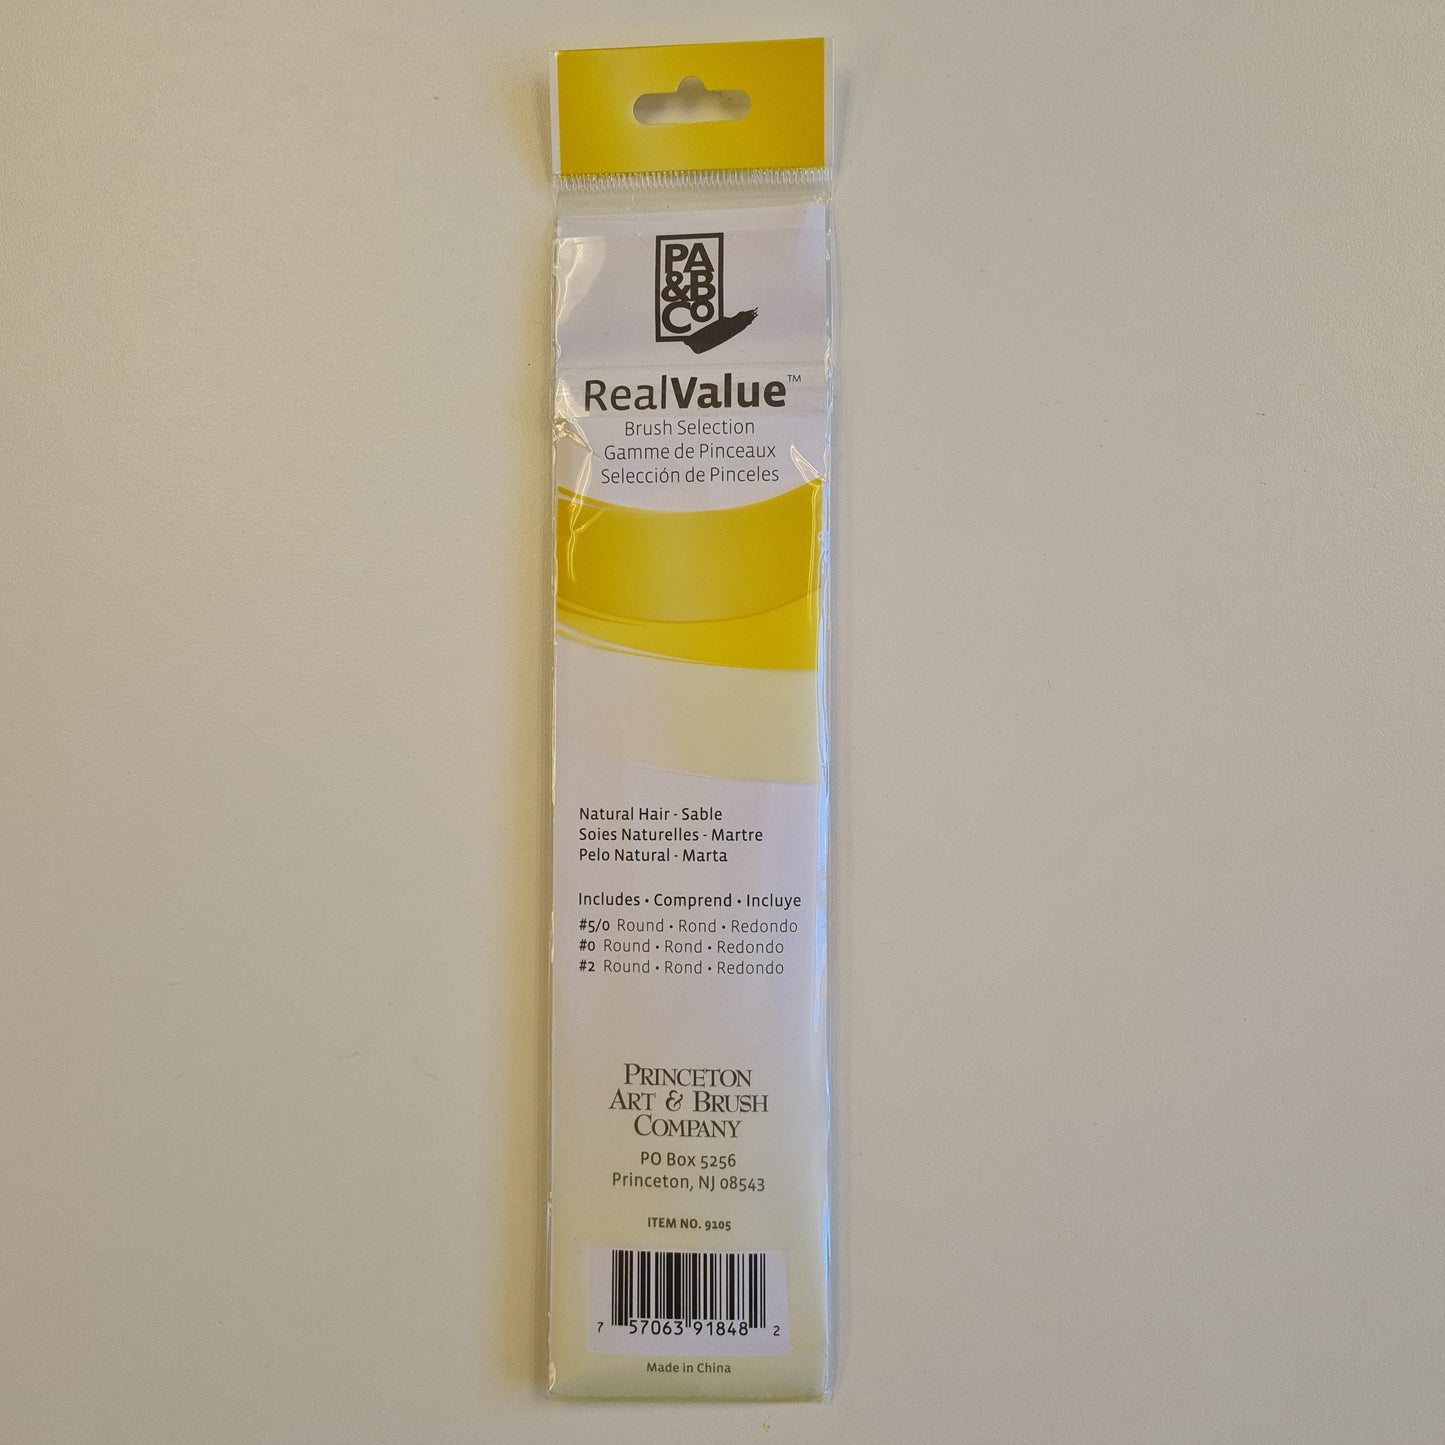 PA
&B
Co
RealValue™
Brush Selection
Gamme de Pinceaux
Selección de Pinceles
Natural Hair - Sable
Soies Naturelles - Martre
Pelo Natural - Marta
Includes • Comprend • Incluye
#5/0 Round • Rond • Redondo
#0 Round • Rond • Redondo
#2 Round • Rond • Redondo
PRINCETON
ART & BRUSH
COMPANY
PO Box 5256
Princeton, NJ 08543
ITEM NO. 9105
7 57063 91848 2
Made in China